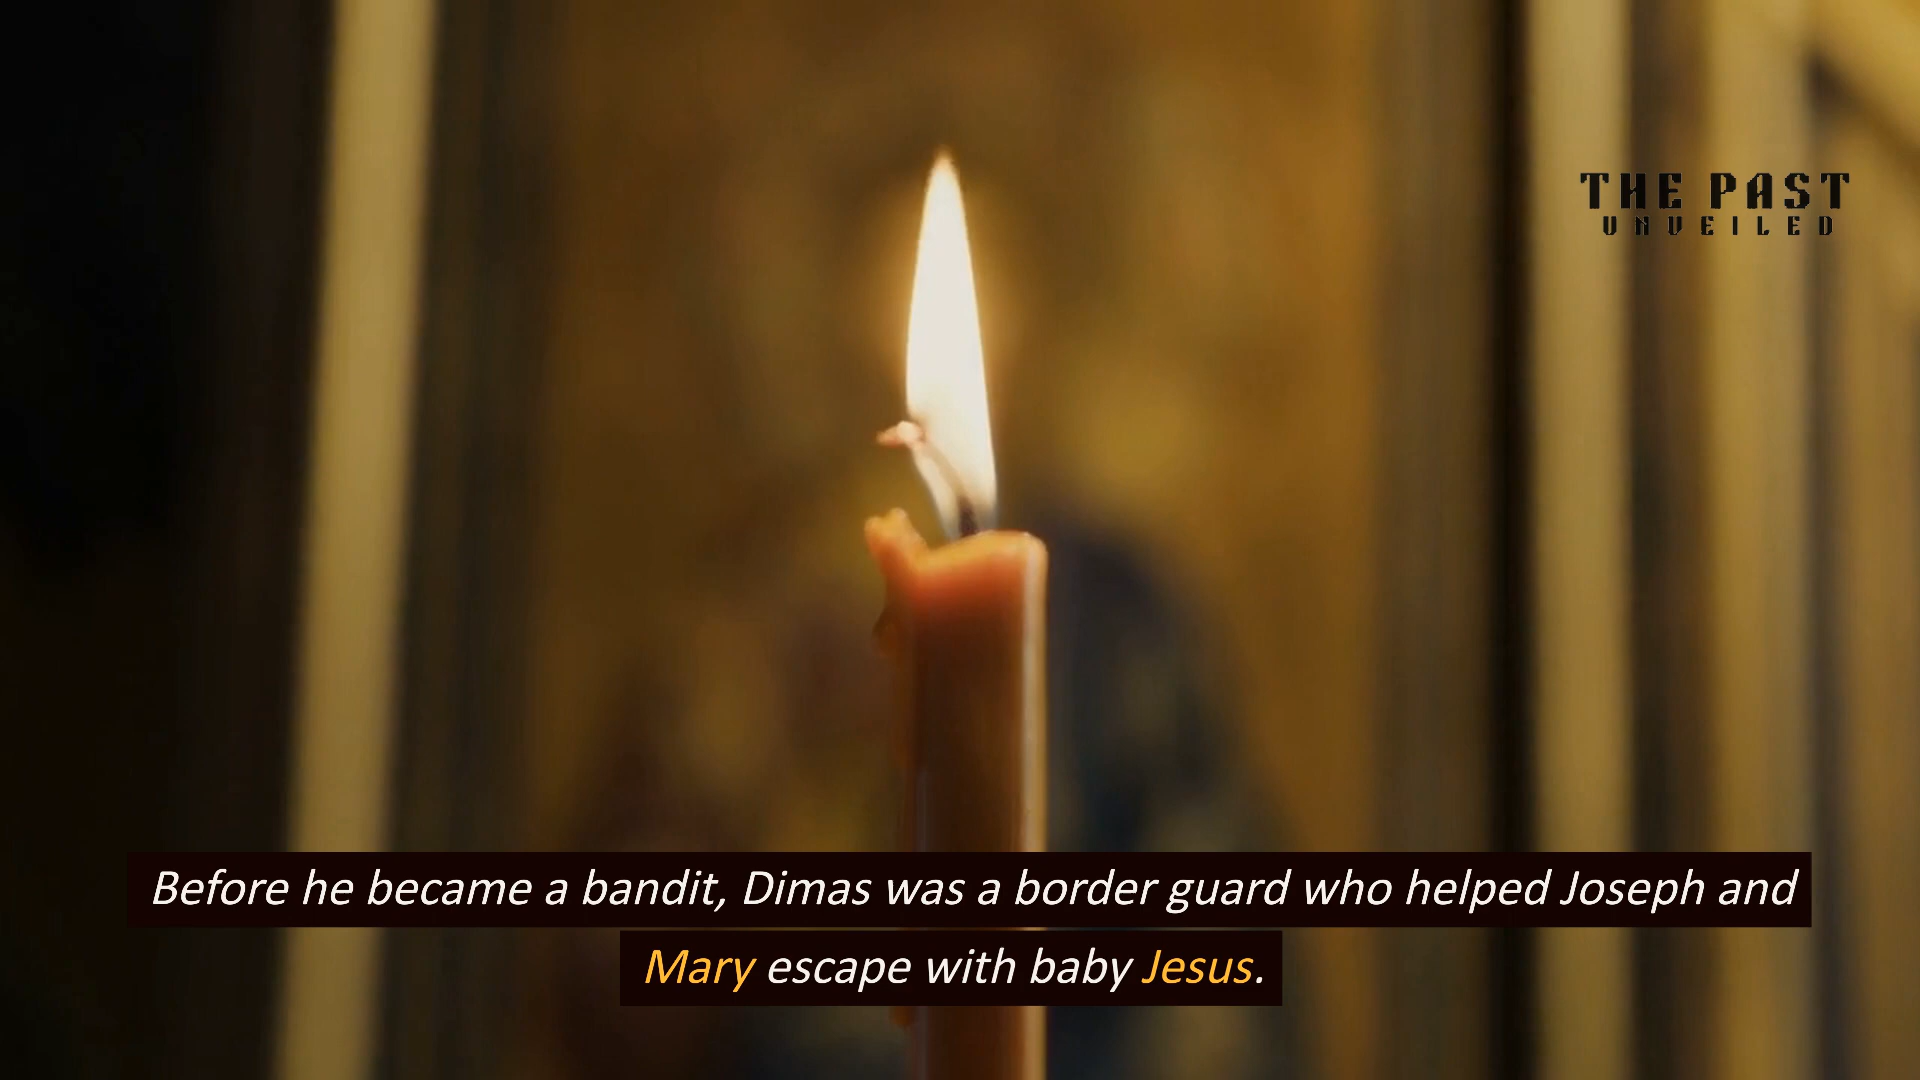 THE PAST
UNVEILED
Before he became a bandit, Dimas was a border guard who helped Joseph and
Mary escape with baby Jesus.